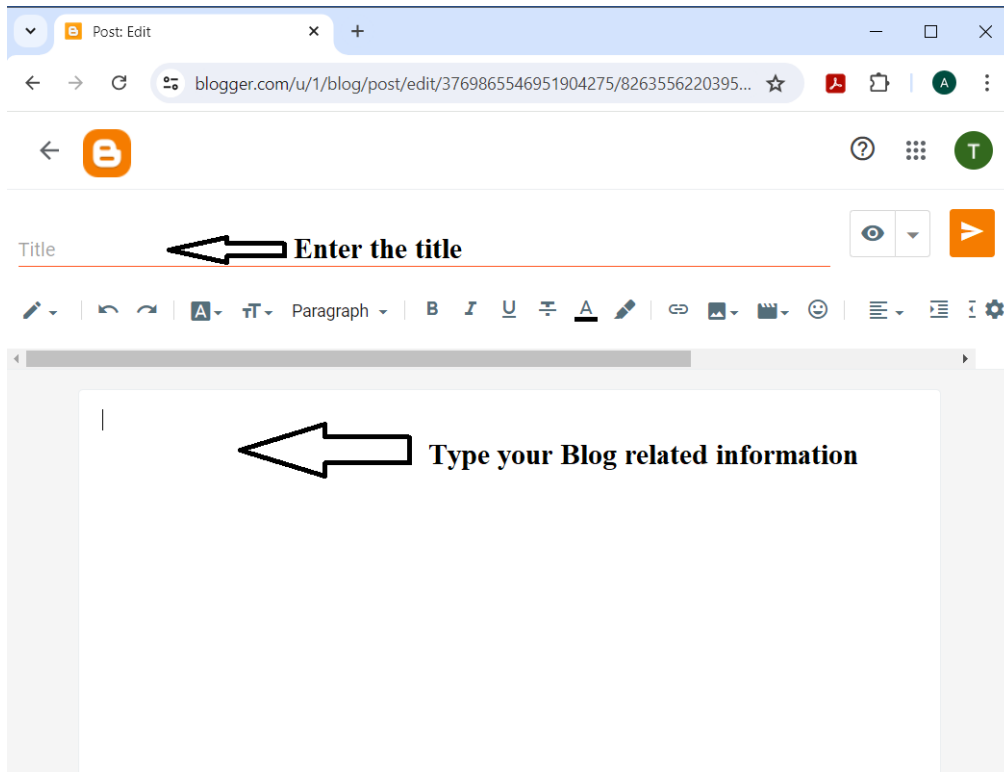 Post: Edit
blogger.com/u/1/blog/post/edit/3769865546951904275/8263556220395...
A
T
Title
Enter the title
A
TT
Paragraph
B
I
U
A
Type your Blog related information